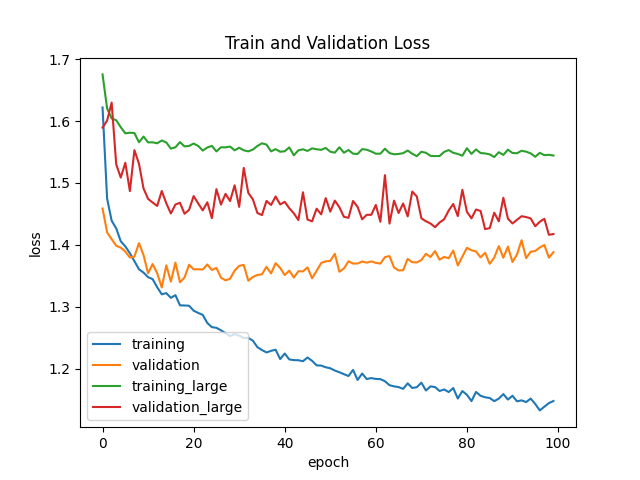 Train and Validation Loss
loss
1.7
1.6
1.5
1.4
1.3
1.2
training
validation
training_large
validation_large
0 20 40 60 80 100
epoch